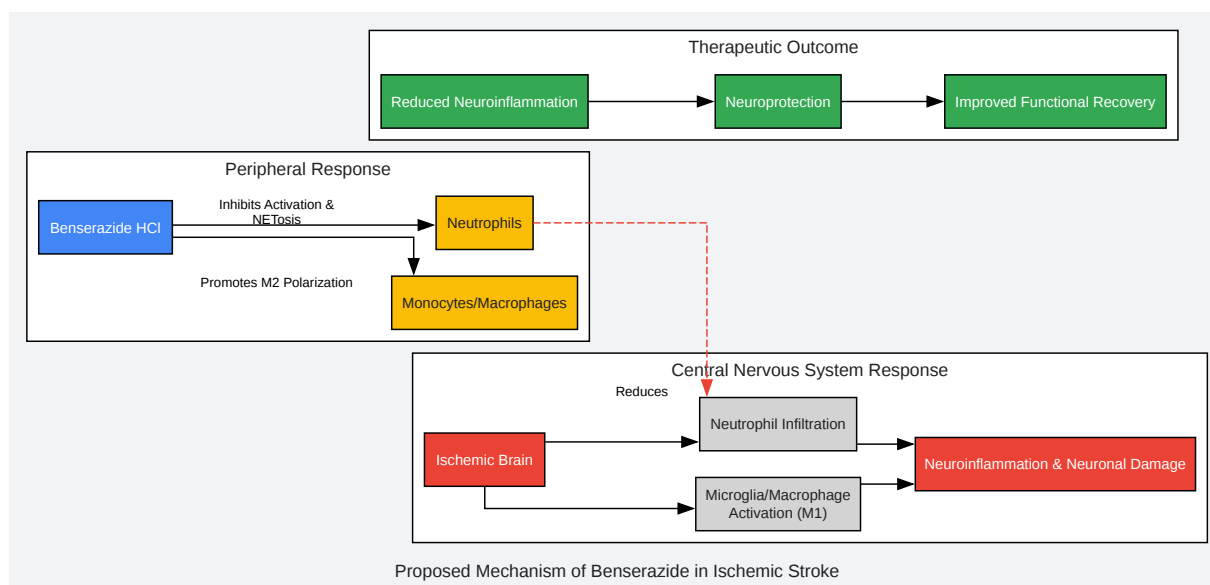 Therapeutic Outcome
Reduced Neuroinflammation
Neuroprotection
Improved Functional Recovery
Peripheral Response
Benserazide HCl
Inhibits Activation &
NETosis
Neutrophils
Promotes M2 Polarization
Monocytes/Macrophages
Central Nervous System Response
Reduces
Neutrophil Infiltration
Ischemic Brain
Neuroinflammation & Neuronal Damage
Microglia/Macrophage
Activation (M1)
Proposed Mechanism of Benserazide in Ischemic Stroke